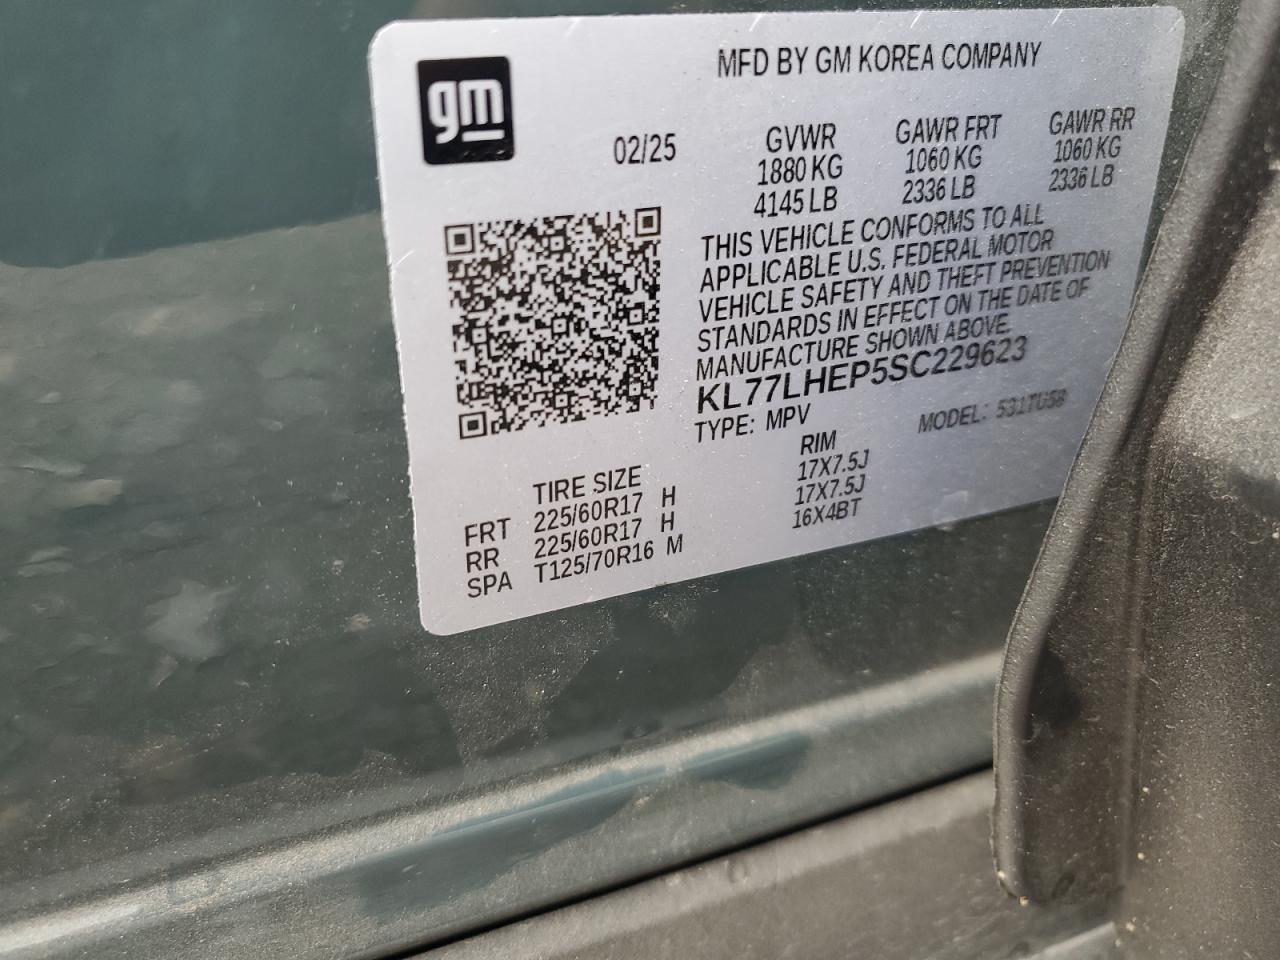 gm
MFD BY GM KOREA COMPANY
02/25
GVWR GAWR FRT GAWR RR
1880 KG 1060 KG 1060 KG
4145 LB 2336 LB 2336 LB
THIS VEHICLE CONFORMS TO ALL
APPLICABLE U.S. FEDERAL MOTOR
VEHICLE SAFETY AND THEFT PREVENTION
STANDARDS IN EFFECT ON THE DATE OF
MANUFACTURE SHOWN ABOVE.
KL77LHEP5SC229623
TYPE: MPV MODEL:
TIRE SIZE RIM
FRT 225/60R17 H 17X7.5J
RR 225/60R17 H 17X7.5J
SPA T125/70R16 M 16X4BT